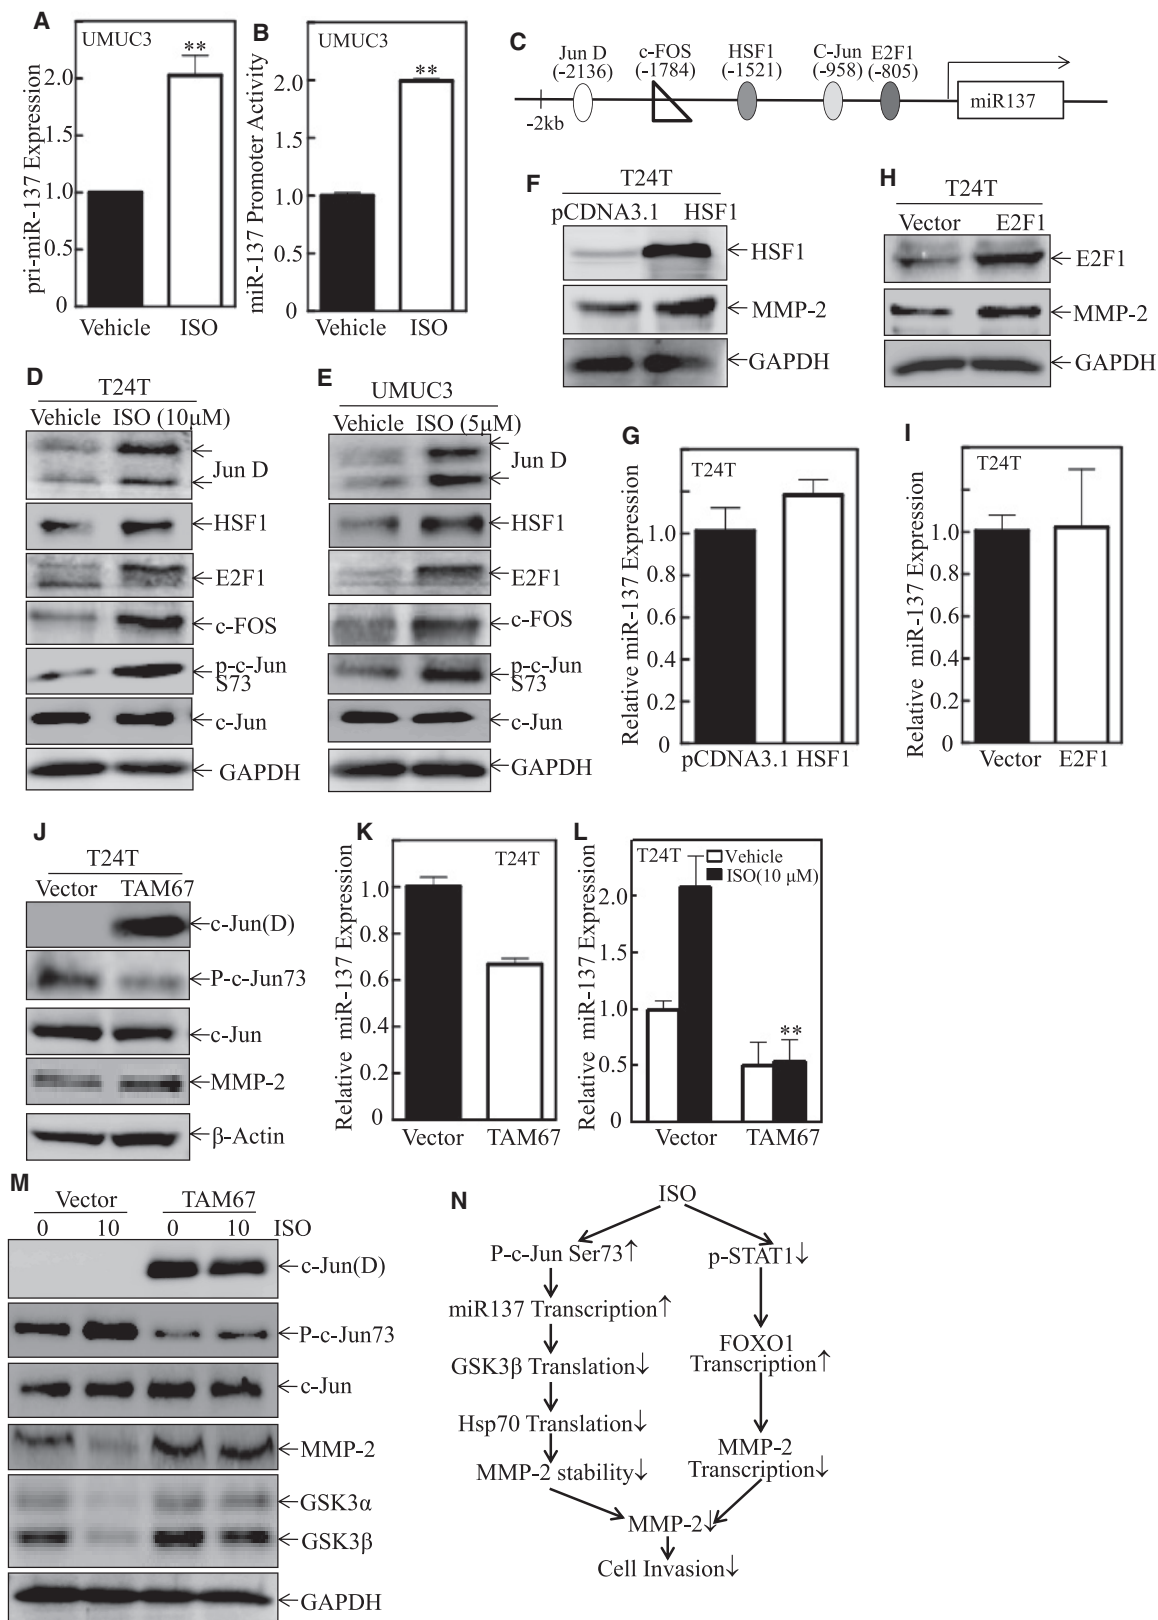 A
UMUC3
**
pri-miR-137 Expression
2.0
1.5
1.0
0.5
0
Vehicle ISO
B
UMUC3
**
miR-137 Promoter Activity
2.0
1.5
1.0
0.5
0
Vehicle ISO
C
Jun D c-FOS HSF1 C-Jun E2F1
(-2136) (-1784) (-1521) (-958) (-805)
-2kb
miR137
D
T24T
Vehicle ISO (10μM)
Jun D
HSF1
E2F1
c-FOS
p-c-Jun
S73
c-Jun
GAPDH
E
UMUC3
Vehicle ISO (5μM)
Jun D
HSF1
E2F1
c-FOS
p-c-Jun
S73
c-Jun
GAPDH
F
T24T
pCDNA3.1 HSF1
HSF1
MMP-2
GAPDH
G
T24T
Relative miR-137 Expression
1.0
0.8
0.6
0.4
0.2
0
pCDNA3.1 HSF1
H
T24T
Vector E2F1
E2F1
MMP-2
GAPDH
I
T24T
Relative miR-137 Expression
1.0
0.8
0.6
0.4
0.2
0
Vector E2F1
J
T24T
Vector TAM67
c-Jun(D)
P-c-Jun73
c-Jun
MMP-2
β-Actin
K
T24T
Relative miR-137 Expression
1.0
0.8
0.6
0.4
0.2
0
Vector TAM67
L
T24T
Vehicle
ISO(10 μM)
Relative miR-137 Expression
2.0
1.5
1.0
0.5
0
**
Vector TAM67
M
Vector TAM67
0 10 0 10 ISO
c-Jun(D)
P-c-Jun73
c-Jun
MMP-2
GSK3α
GSK3β
GAPDH
N
ISO
P-c-Jun Ser73↑ p-STAT1↓
miR137 Transcription↑
FOXO1
Transcription↑
GSK3β Translation↓
Hsp70 Translation↓
MMP-2
Transcription↓
MMP-2 stability↓
MMP-2↓
Cell Invasion↓